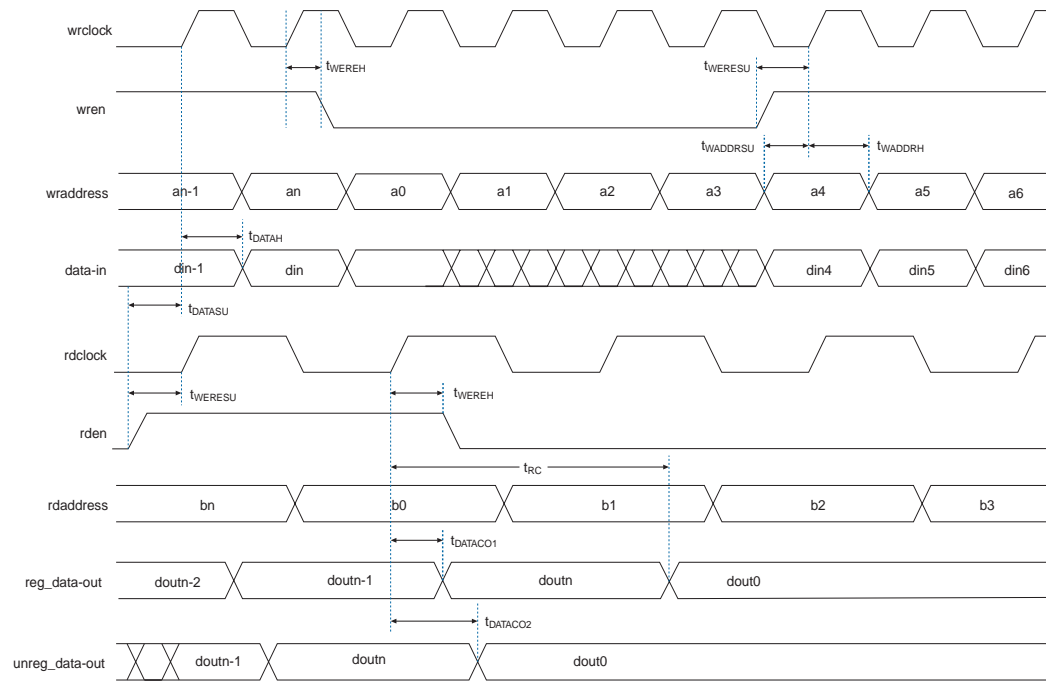 wrclock
tWEREH
tWERESU
wren
tWADDRSU
tWADDRH
wraddress an-1 an a0 a1 a2 a3 a4 a5 a6
tDATAH
data-in din-1 din din4 din5 din6
tDATASU
rdclock
tWERESU
tWEREH
rden
tRC
rdaddress bn b0 b1 b2 b3
tDATACO1
reg_data-out doutn-2 doutn-1 doutn dout0
tDATACO2
unreg_data-out doutn-1 doutn dout0